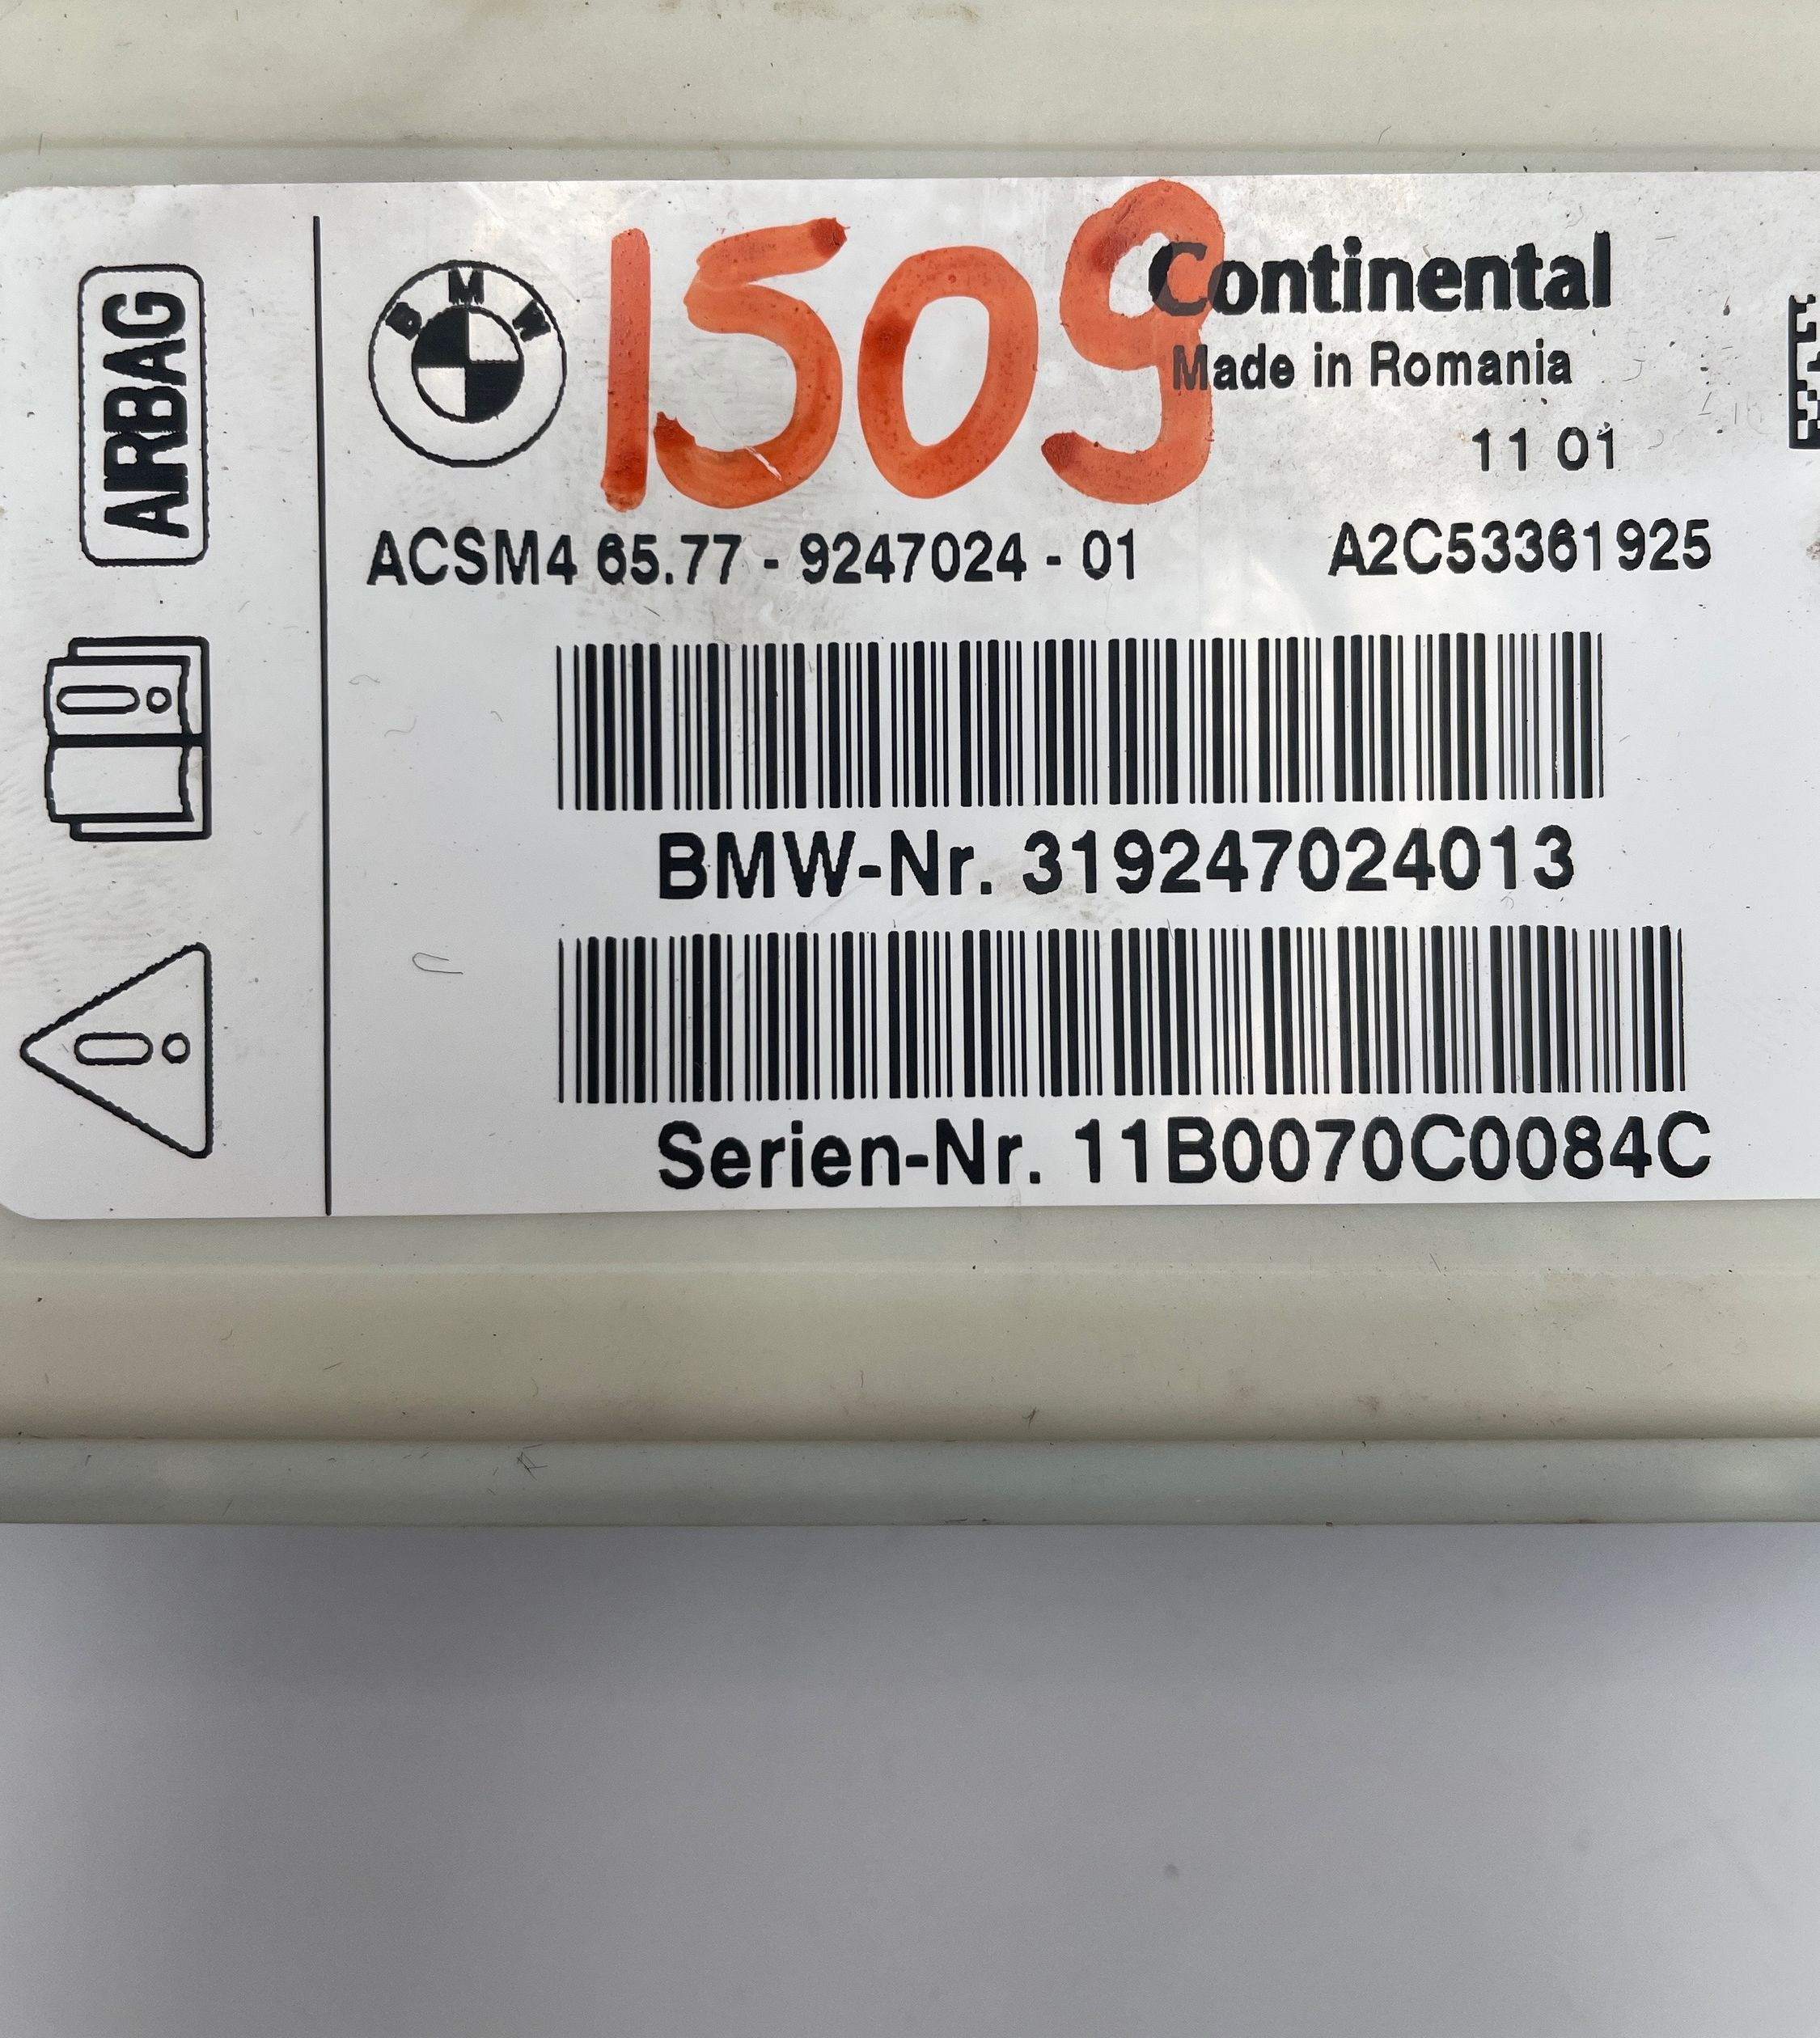 AIRBAG
BMW
1509
Continental
Made in Romania
11 01
ACSM4 65.77 - 9247024 - 01
A2C53361925
BMW-Nr. 319247024013
Serien-Nr. 11B0070C0084C